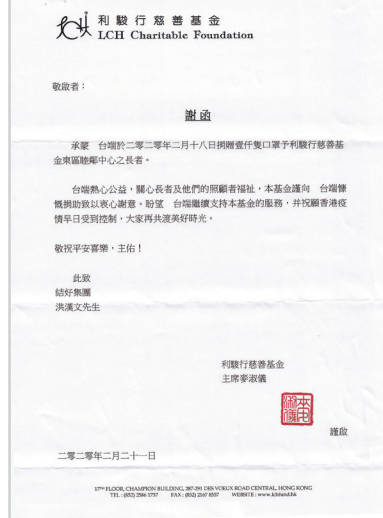 LCH
利駿行慈善基金
LCH Charitable Foundation
敬啟者：
謝函
承蒙　台端於二零二零年二月十八日捐贈壹仟隻口罩予利駿行慈善基
金東區睦鄰中心之長者。
台端熱心公益，關心長者及他們的照顧者福祉，本基金謹向　台端慷
慨捐助致以衷心謝意。盼望　台端繼續支持本基金的服務，并祝願香港疫
情早日受到控制，大家再共渡美好時光。
敬祝平安喜樂，主佑！
此致
結好集團
洪漢文先生
利駿行慈善基金
主席麥淑儀
謹啟
二零二零年二月二十一日
17TH FLOOR, CHAMPION BUILDING, 287-291 DES VOEUX ROAD CENTRAL, HONG KONG
TEL : (852) 2586 1737 FAX : (852) 2167 8537 WEBSITE : www.lchfund.hk